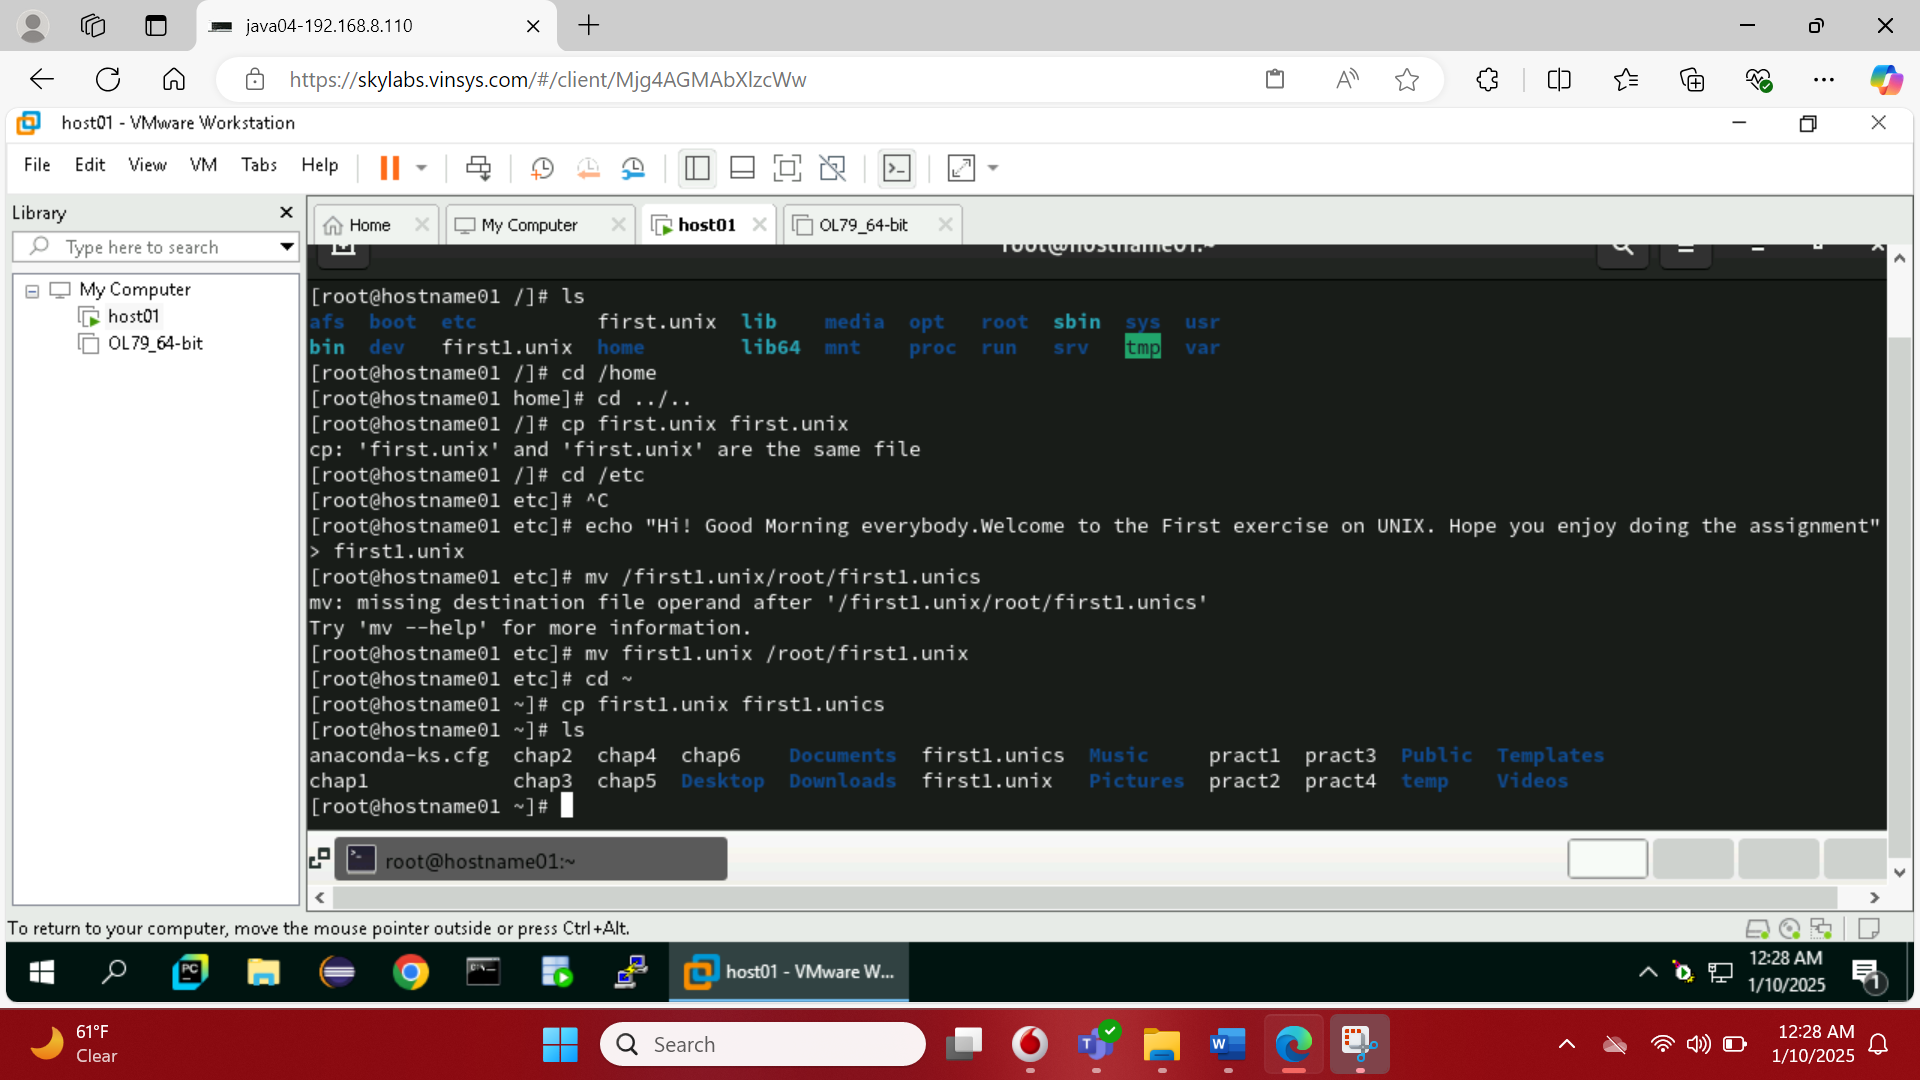 java04-192.168.8.110
https://skylabs.vinsys.com/#/client/Mjg4AGMAbXlzcWw
host01 - VMware Workstation
File Edit View VM Tabs Help
Library
Home My Computer host01 OL79_64-bit
Type here to search
root@hostname01:~
My Computer
host01
OL79_64-bit
[root@hostname01 /]# ls
afs boot etc first.unix lib media opt root sbin sys usr
bin dev first1.unix home lib64 mnt proc run srv tmp var
[root@hostname01 /]# cd /home
[root@hostname01 home]# cd ../..
[root@hostname01 /]# cp first.unix first.unix
cp: 'first.unix' and 'first.unix' are the same file
[root@hostname01 /]# cd /etc
[root@hostname01 etc]# ^C
[root@hostname01 etc]# echo "Hi! Good Morning everybody.Welcome to the First exercise on UNIX. Hope you enjoy doing the assignment"
> first1.unix
[root@hostname01 etc]# mv /first1.unix/root/first1.unics
mv: missing destination file operand after '/first1.unix/root/first1.unics'
Try 'mv --help' for more information.
[root@hostname01 etc]# mv first1.unix /root/first1.unix
[root@hostname01 etc]# cd ~
[root@hostname01 ~]# cp first1.unix first1.unics
[root@hostname01 ~]# ls
anaconda-ks.cfg chap2 chap4 chap6 Documents first1.unics Music pract1 pract3 Public Templates
chap1 chap3 chap5 Desktop Downloads first1.unix Pictures pract2 pract4 temp Videos
[root@hostname01 ~]#
root@hostname01:~
To return to your computer, move the mouse pointer outside or press Ctrl+Alt.
host01 - VMware W...
12:28 AM
1/10/2025
1
61°F
Clear
Search
12:28 AM
1/10/2025